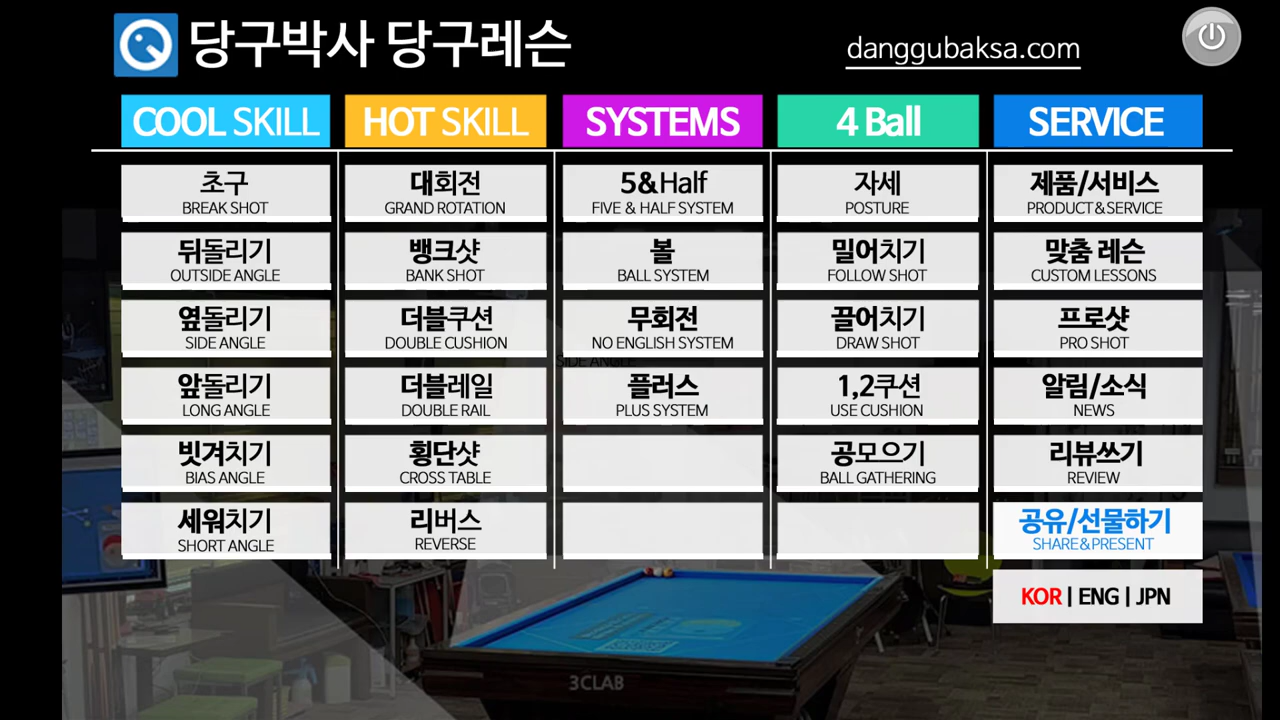 당구박사 당구레슨
danggubaksa.com
COOL SKILL
HOT SKILL
SYSTEMS
4 Ball
SERVICE
초구
BREAK SHOT
대회전
GRAND ROTATION
5&Half
FIVE & HALF SYSTEM
자세
POSTURE
제품/서비스
PRODUCT&SERVICE
뒤돌리기
OUTSIDE ANGLE
뱅크샷
BANK SHOT
볼
BALL SYSTEM
밀어치기
FOLLOW SHOT
맞춤 레슨
CUSTOM LESSONS
옆돌리기
SIDE ANGLE
더블쿠션
DOUBLE CUSHION
무회전
NO ENGLISH SYSTEM
끌어치기
DRAW SHOT
프로샷
PRO SHOT
SIDE ANGLE
앞돌리기
LONG ANGLE
더블레일
DOUBLE RAIL
플러스
PLUS SYSTEM
1,2쿠션
USE CUSHION
알림/소식
NEWS
빗겨치기
BIAS ANGLE
횡단샷
CROSS TABLE
공모으기
BALL GATHERING
리뷰쓰기
REVIEW
세워치기
SHORT ANGLE
리버스
REVERSE
공유/선물하기
SHARE&PRESENT
KOR | ENG | JPN
3CLAB